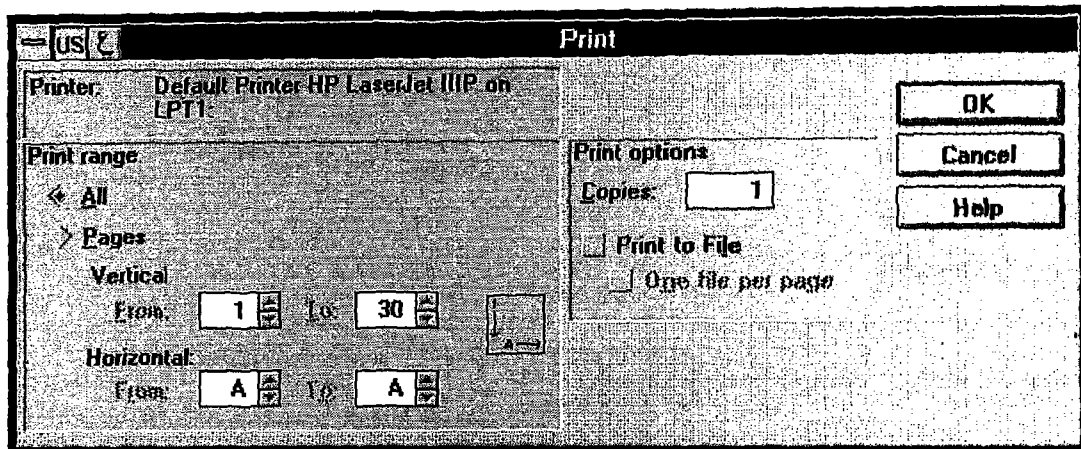 US ع
Print
Printer: Default Printer HP LaserJet IIIP on
LPT1:
Print range
All
Pages
Vertical
From: 1 To: 30
Horizontal:
From: A To: A
A
Print options
Copies: 1
Print to File
One file per page
OK
Cancel
Help